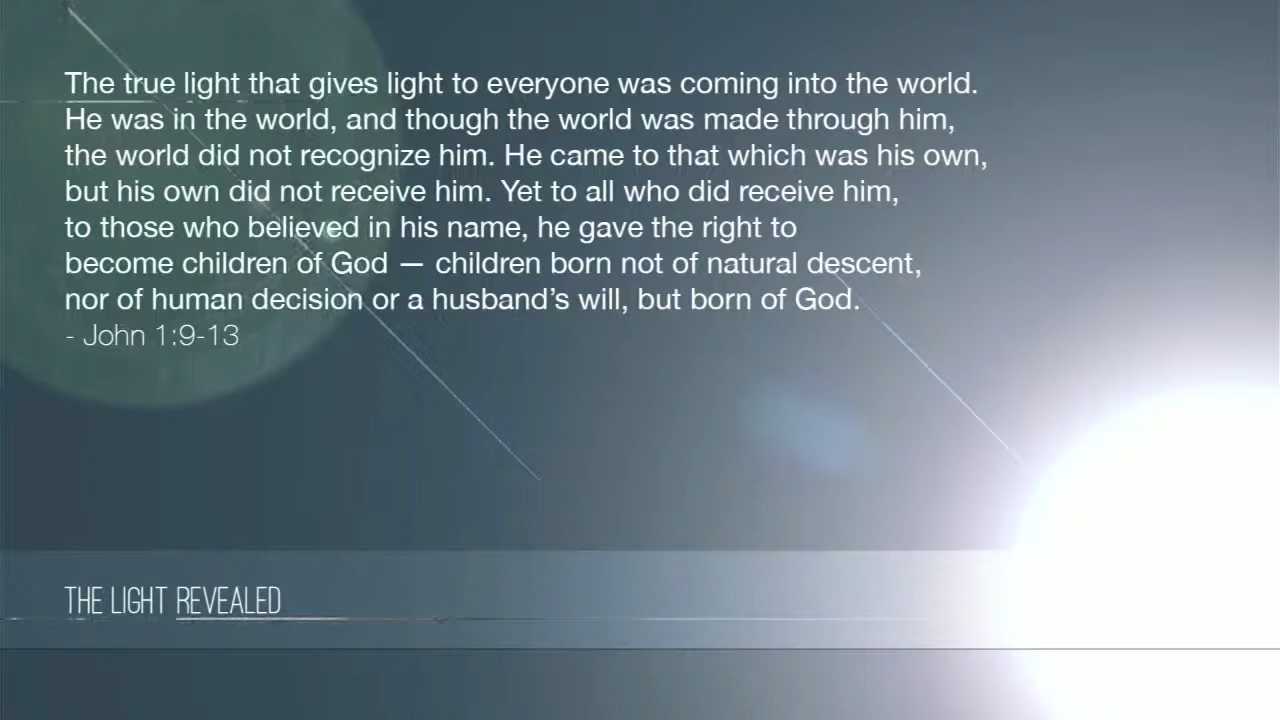 The true light that gives light to everyone was coming into the world.
He was in the world, and though the world was made through him,
the world did not recognize him. He came to that which was his own,
but his own did not receive him. Yet to all who did receive him,
to those who believed in his name, he gave the right to
become children of God — children born not of natural descent,
nor of human decision or a husband’s will, but born of God.
- John 1:9-13
THE LIGHT REVEALED